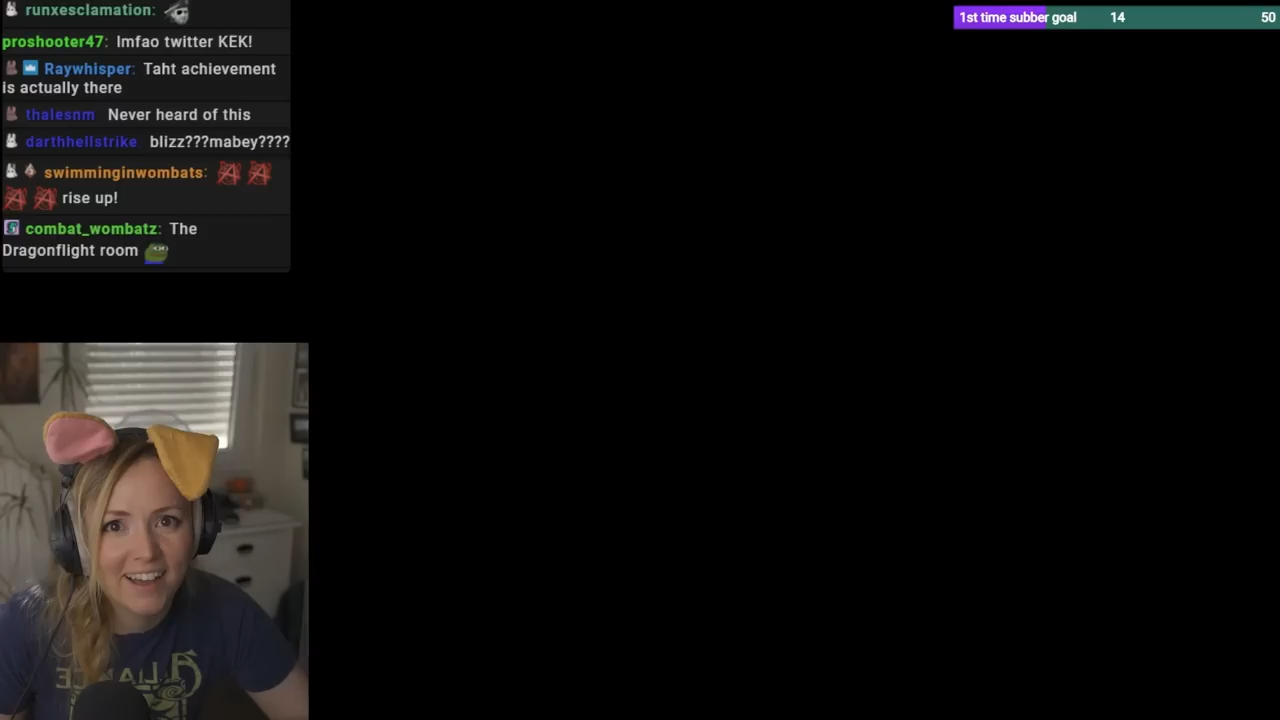 runxesclamation:
proshooter47: lmfao twitter KEK!
Raywhisper: Taht achievement
is actually there
thalesnm Never heard of this
darthhellstrike blizz???mabey????
swimminginwombats:
rise up!
combat_wombatz: The
Dragonflight room
1st time subber goal 14 50
ALLIANCE